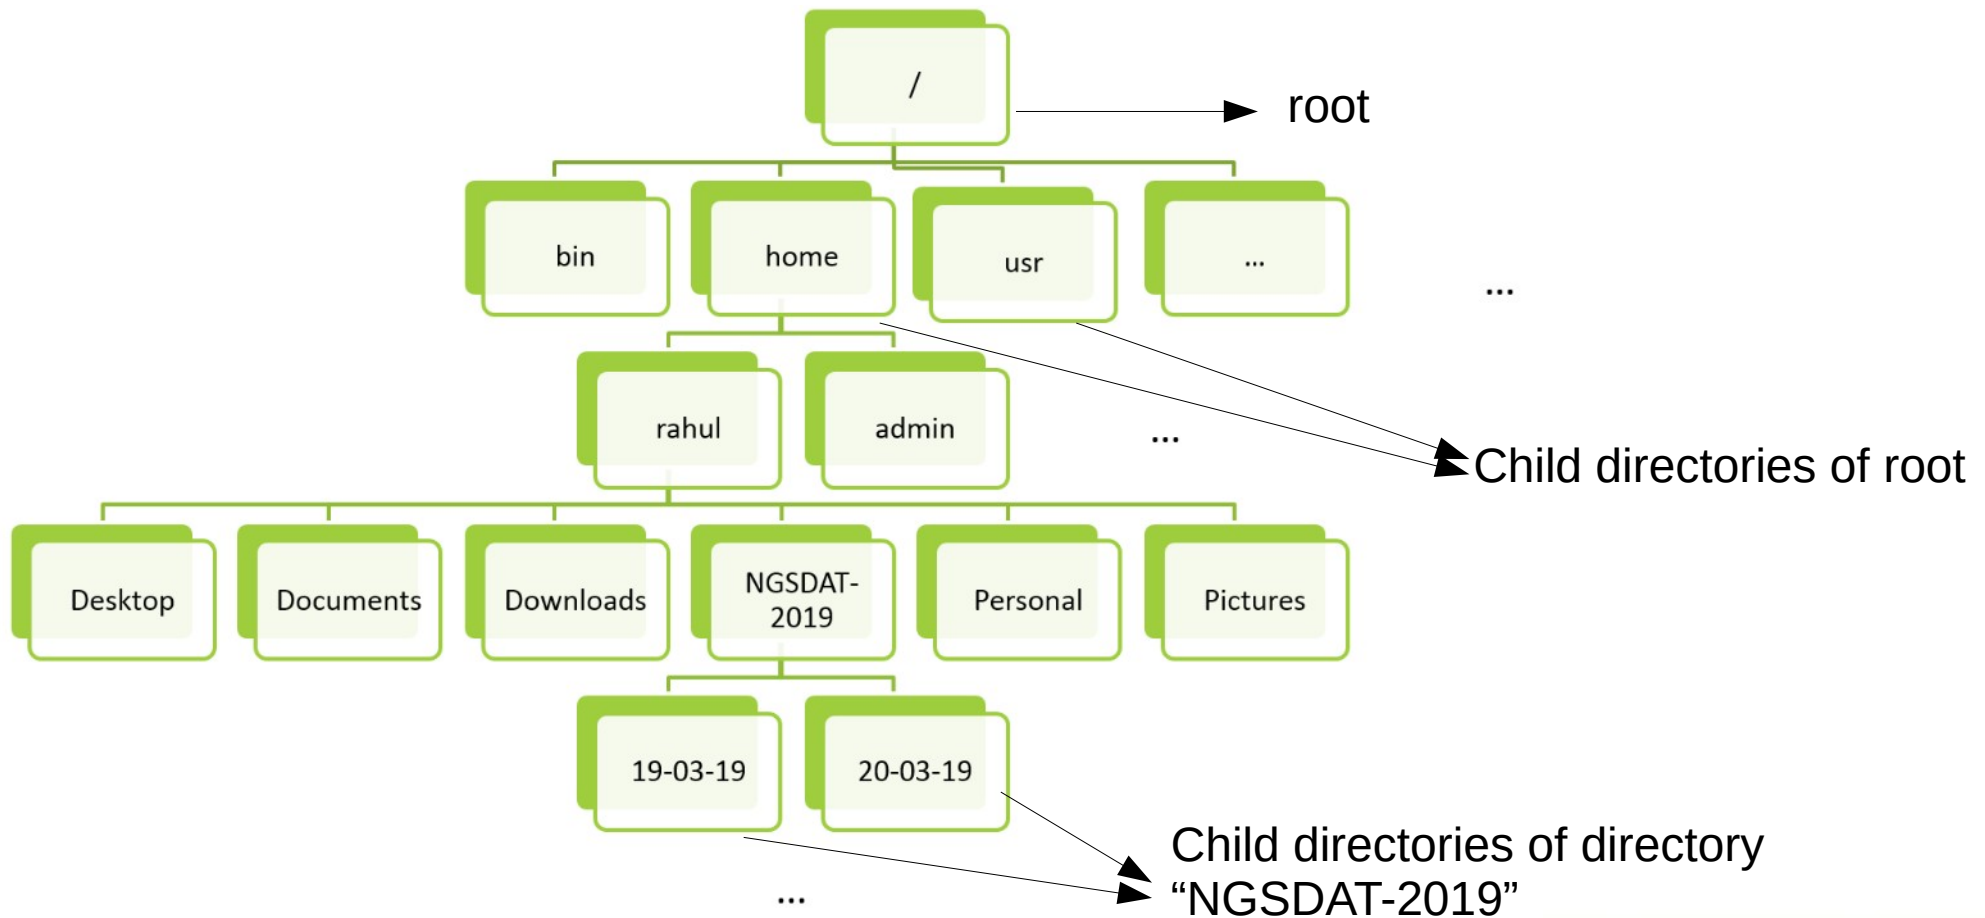 /
root
bin
home
usr
...
...
rahul
admin
...
Child directories of root
Desktop
Documents
Downloads
NGSDAT-
2019
Personal
Pictures
19-03-19
20-03-19
Child directories of directory
“NGSDAT-2019”
...